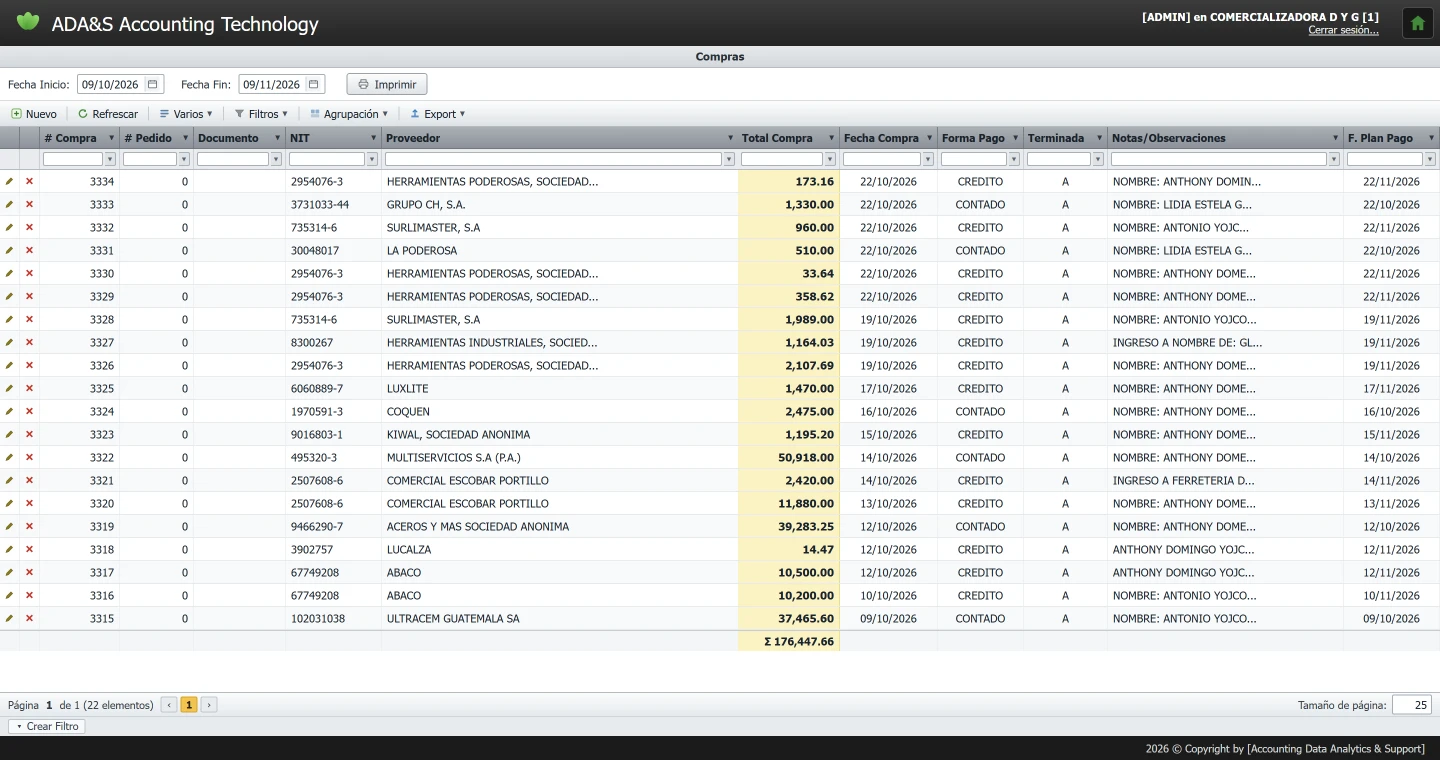 ADA&S Accounting Technology
[ADMIN] en COMERCIALIZADORA D Y G [1]
Cerrar sesión...
Compras
Fecha Inicio: 09/10/2026 Fecha Fin: 09/11/2026 Imprimir
Nuevo Refrescar Varios Filtros Agrupación Export
# Compra # Pedido Documento NIT Proveedor Total Compra Fecha Compra Forma Pago Terminada Notas/Observaciones F. Plan Pago
3334 0 2954076-3 HERRAMIENTAS PODEROSAS, SOCIEDAD... 173.16 22/10/2026 CREDITO A NOMBRE: ANTHONY DOMIN... 22/11/2026
3333 0 3731033-44 GRUPO CH, S.A. 1,330.00 22/10/2026 CONTADO A NOMBRE: LIDIA ESTELA G... 22/10/2026
3332 0 735314-6 SURLIMASTER, S.A 960.00 22/10/2026 CREDITO A NOMBRE: ANTONIO YOJC... 22/11/2026
3331 0 30048017 LA PODEROSA 510.00 22/10/2026 CONTADO A NOMBRE: LIDIA ESTELA G... 22/10/2026
3330 0 2954076-3 HERRAMIENTAS PODEROSAS, SOCIEDAD... 33.64 22/10/2026 CREDITO A NOMBRE: ANTHONY DOME... 22/11/2026
3329 0 2954076-3 HERRAMIENTAS PODEROSAS, SOCIEDAD... 358.62 22/10/2026 CREDITO A NOMBRE: ANTHONY DOME... 22/11/2026
3328 0 735314-6 SURLIMASTER, S.A 1,989.00 19/10/2026 CREDITO A NOMBRE: ANTONIO YOJCO... 19/11/2026
3327 0 8300267 HERRAMIENTAS INDUSTRIALES, SOCIED... 1,164.03 19/10/2026 CREDITO A INGRESO A NOMBRE DE: GL... 19/11/2026
3326 0 2954076-3 HERRAMIENTAS PODEROSAS, SOCIEDAD... 2,107.69 19/10/2026 CREDITO A NOMBRE: ANTHONY DOME... 19/11/2026
3325 0 6060889-7 LUXLITE 1,470.00 17/10/2026 CREDITO A NOMBRE: ANTHONY DOME... 17/11/2026
3324 0 1970591-3 COQUEN 2,475.00 16/10/2026 CONTADO A NOMBRE: ANTHONY DOME... 16/10/2026
3323 0 9016803-1 KIWAL, SOCIEDAD ANONIMA 1,195.20 15/10/2026 CREDITO A NOMBRE: ANTHONY DOME... 15/11/2026
3322 0 495320-3 MULTISERVICIOS S.A (P.A.) 50,918.00 14/10/2026 CONTADO A NOMBRE: ANTHONY DOME... 14/10/2026
3321 0 2507608-6 COMERCIAL ESCOBAR PORTILLO 2,420.00 14/10/2026 CREDITO A INGRESO A FERRETERIA D... 14/11/2026
3320 0 2507608-6 COMERCIAL ESCOBAR PORTILLO 11,880.00 13/10/2026 CREDITO A NOMBRE: ANTHONY DOME... 13/11/2026
3319 0 9466290-7 ACEROS Y MAS SOCIEDAD ANONIMA 39,283.25 12/10/2026 CONTADO A NOMBRE: ANTHONY DOME... 12/10/2026
3318 0 3902757 LUCALZA 14.47 12/10/2026 CREDITO A ANTHONY DOMINGO YOJC... 12/11/2026
3317 0 67749208 ABACO 10,500.00 12/10/2026 CREDITO A ANTHONY DOMINGO YOJC... 12/11/2026
3316 0 67749208 ABACO 10,200.00 10/10/2026 CREDITO A NOMBRE: ANTONIO YOJCO... 10/11/2026
3315 0 102031038 ULTRACEM GUATEMALA SA 37,465.60 09/10/2026 CONTADO A NOMBRE: ANTONIO YOJCO... 09/10/2026
Σ 176,447.66
Página 1 de 1 (22 elementos) ‹ 1 › Tamaño de página: 25
Crear Filtro
2026 © Copyright by [Accounting Data Analytics & Support]